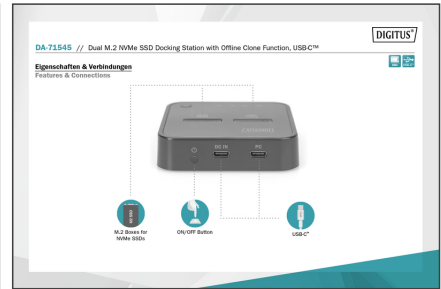 DIGITUS®
DA-71545 // Dual M.2 NVMe SSD Docking Station with Offline Clone Function, USB-C™
Eigenschaften & Verbindungen
Features & Connections
DC IN
PC
M.2 Boxes for
NVMe SSDs
ON/OFF Button
USB-C™